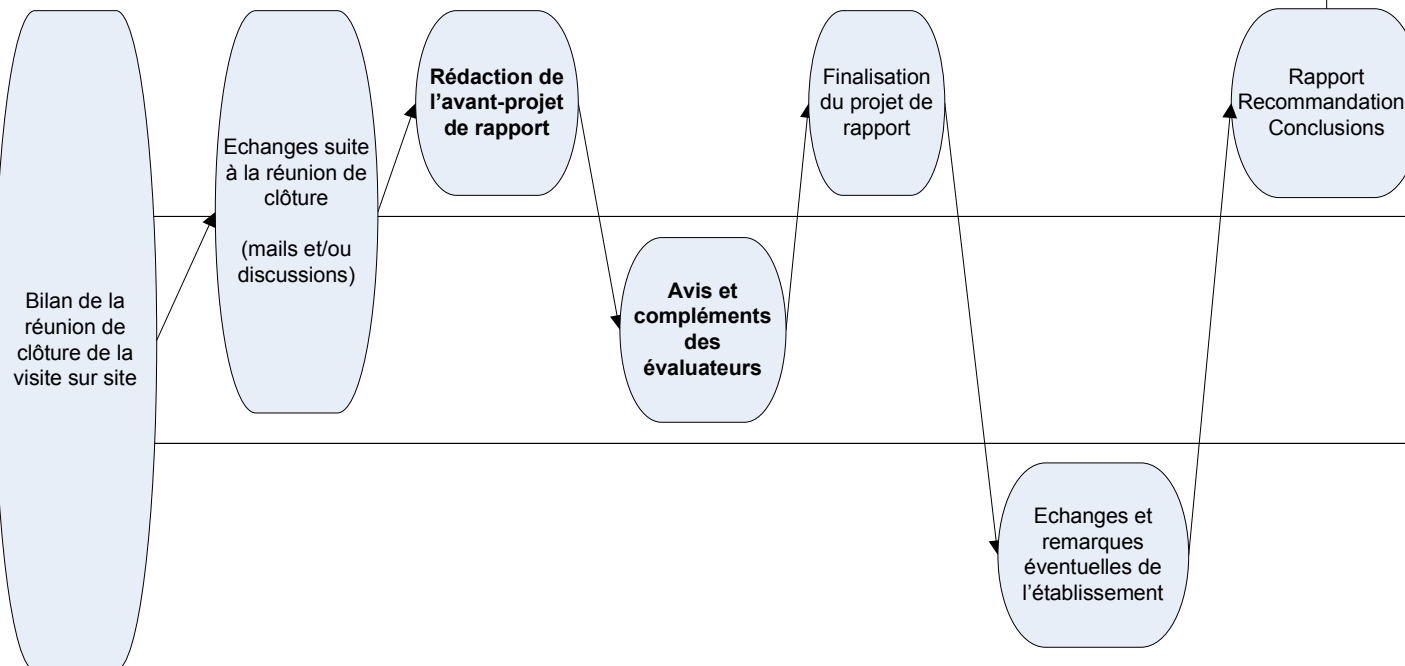 Bilan de la
réunion de
clôture de la
visite sur site
Echanges suite
à la réunion de
clôture
(mails et/ou
discussions)
Rédaction de
l’avant-projet
de rapport
Avis et
compléments
des
évaluateurs
Finalisation
du projet de
rapport
Echanges et
remarques
éventuelles de
l’établissement
Rapport
Recommandation
Conclusions